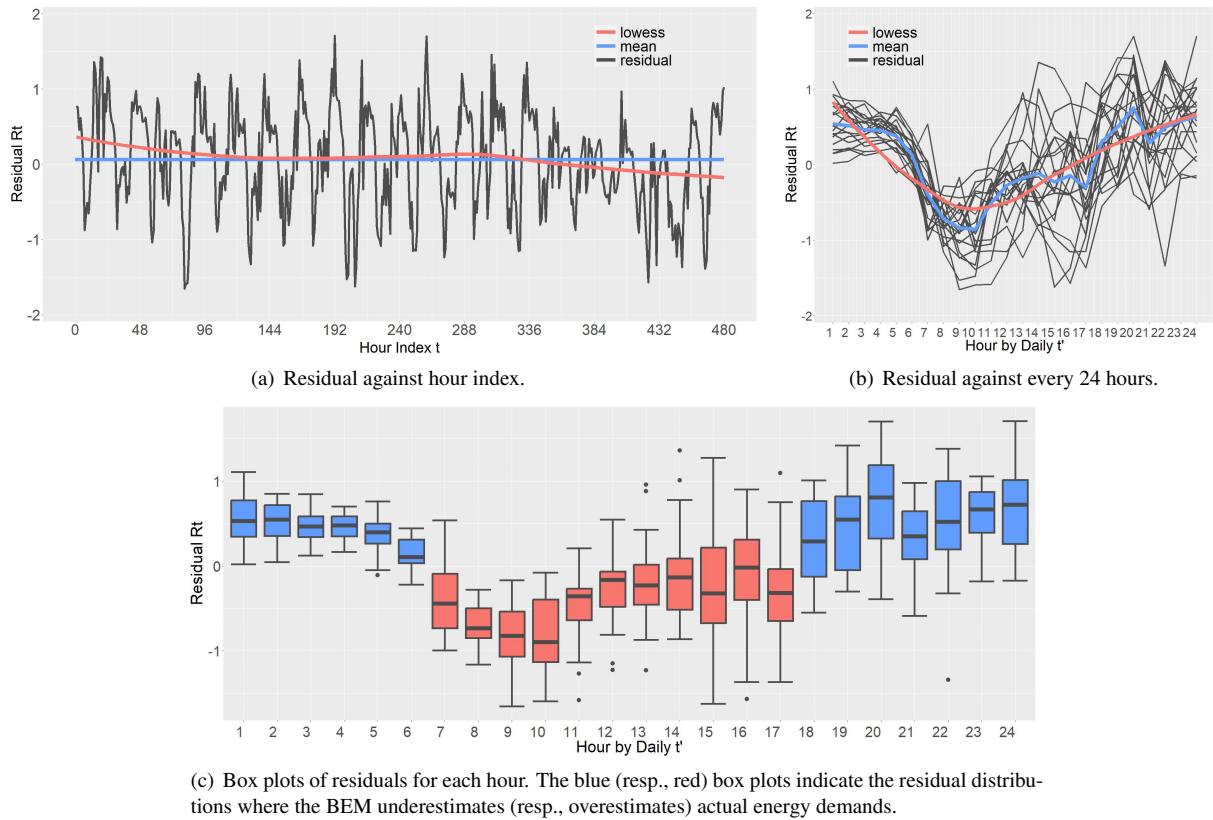 2
1
0
-1
-2
Residual Rt
lowess
mean
residual
0 48 96 144 192 240 288 336 384 432 480
Hour Index t
(a) Residual against hour index.
2
1
0
-1
-2
Residual Rt
lowess
mean
residual
1 2 3 4 5 6 7 8 9 10 11 12 13 14 15 16 17 18 19 20 21 22 23 24
Hour by Daily t'
(b) Residual against every 24 hours.
1
0
-1
Residual Rt
1 2 3 4 5 6 7 8 9 10 11 12 13 14 15 16 17 18 19 20 21 22 23 24
Hour by Daily t'
(c) Box plots of residuals for each hour. The blue (resp., red) box plots indicate the residual distribu-
tions where the BEM underestimates (resp., overestimates) actual energy demands.